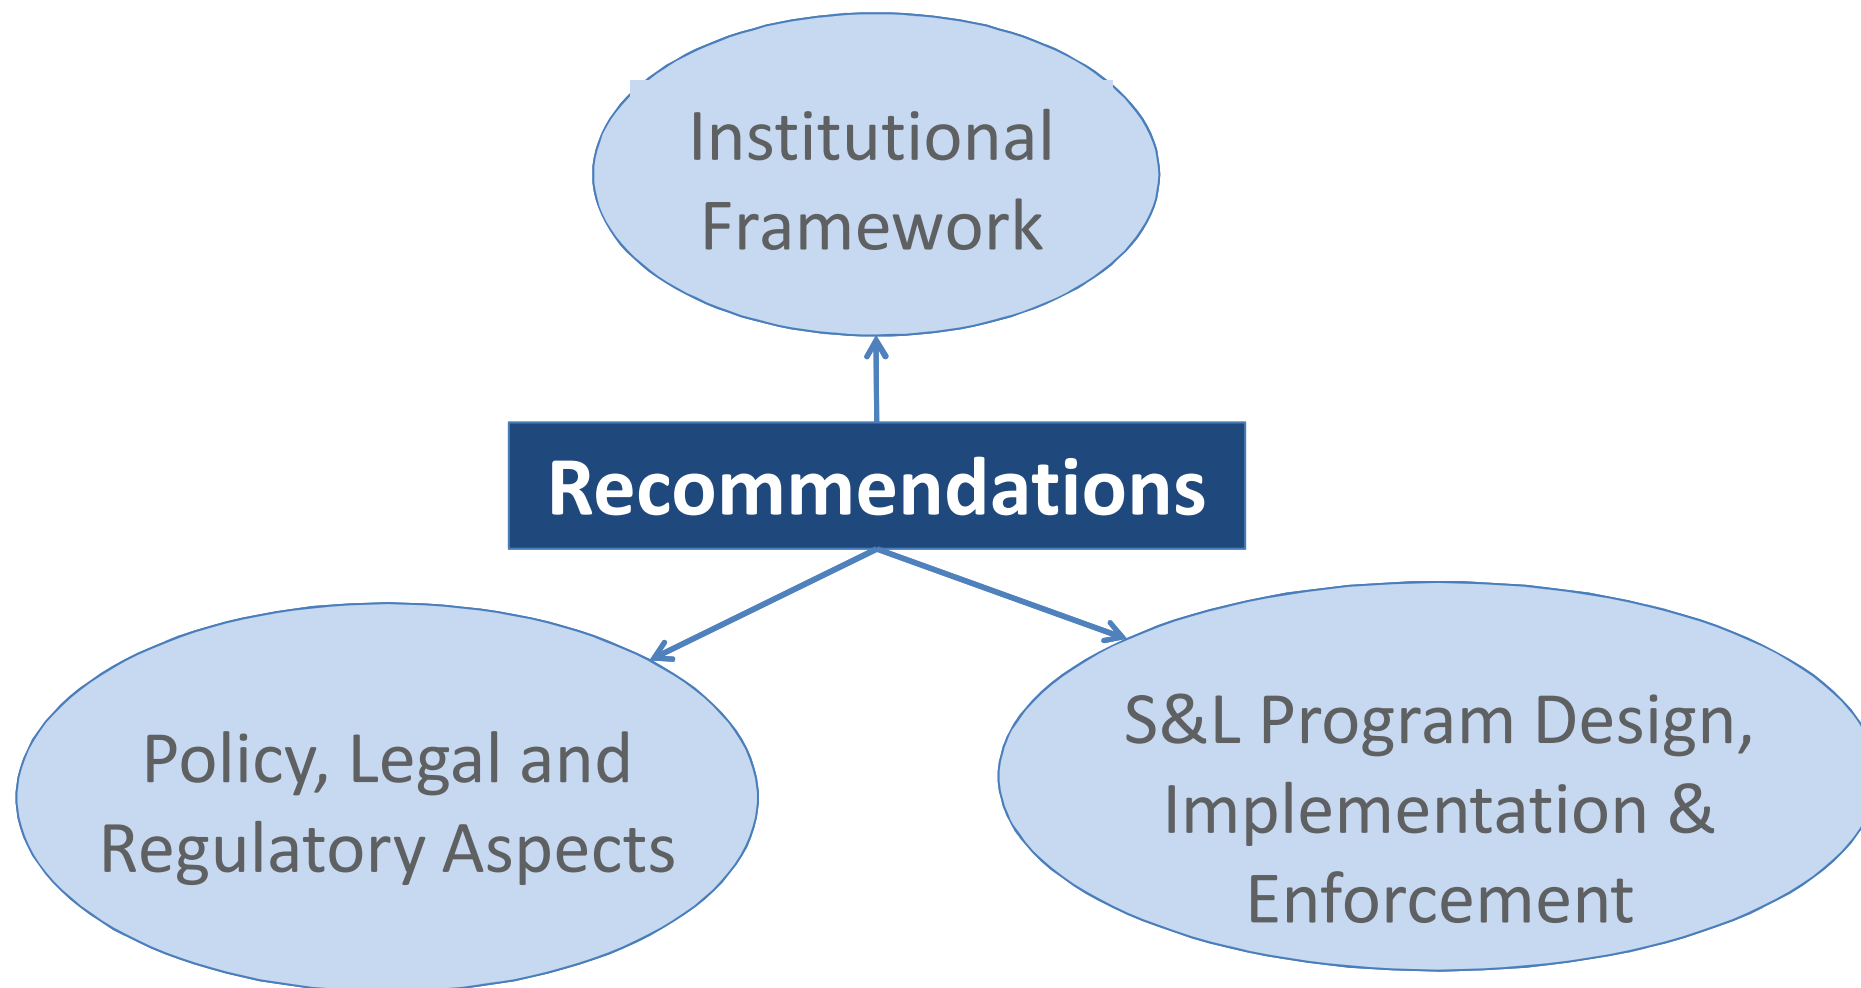 Institutional
Framework
Recommendations
Policy, Legal and
Regulatory Aspects
S&L Program Design,
Implementation &
Enforcement